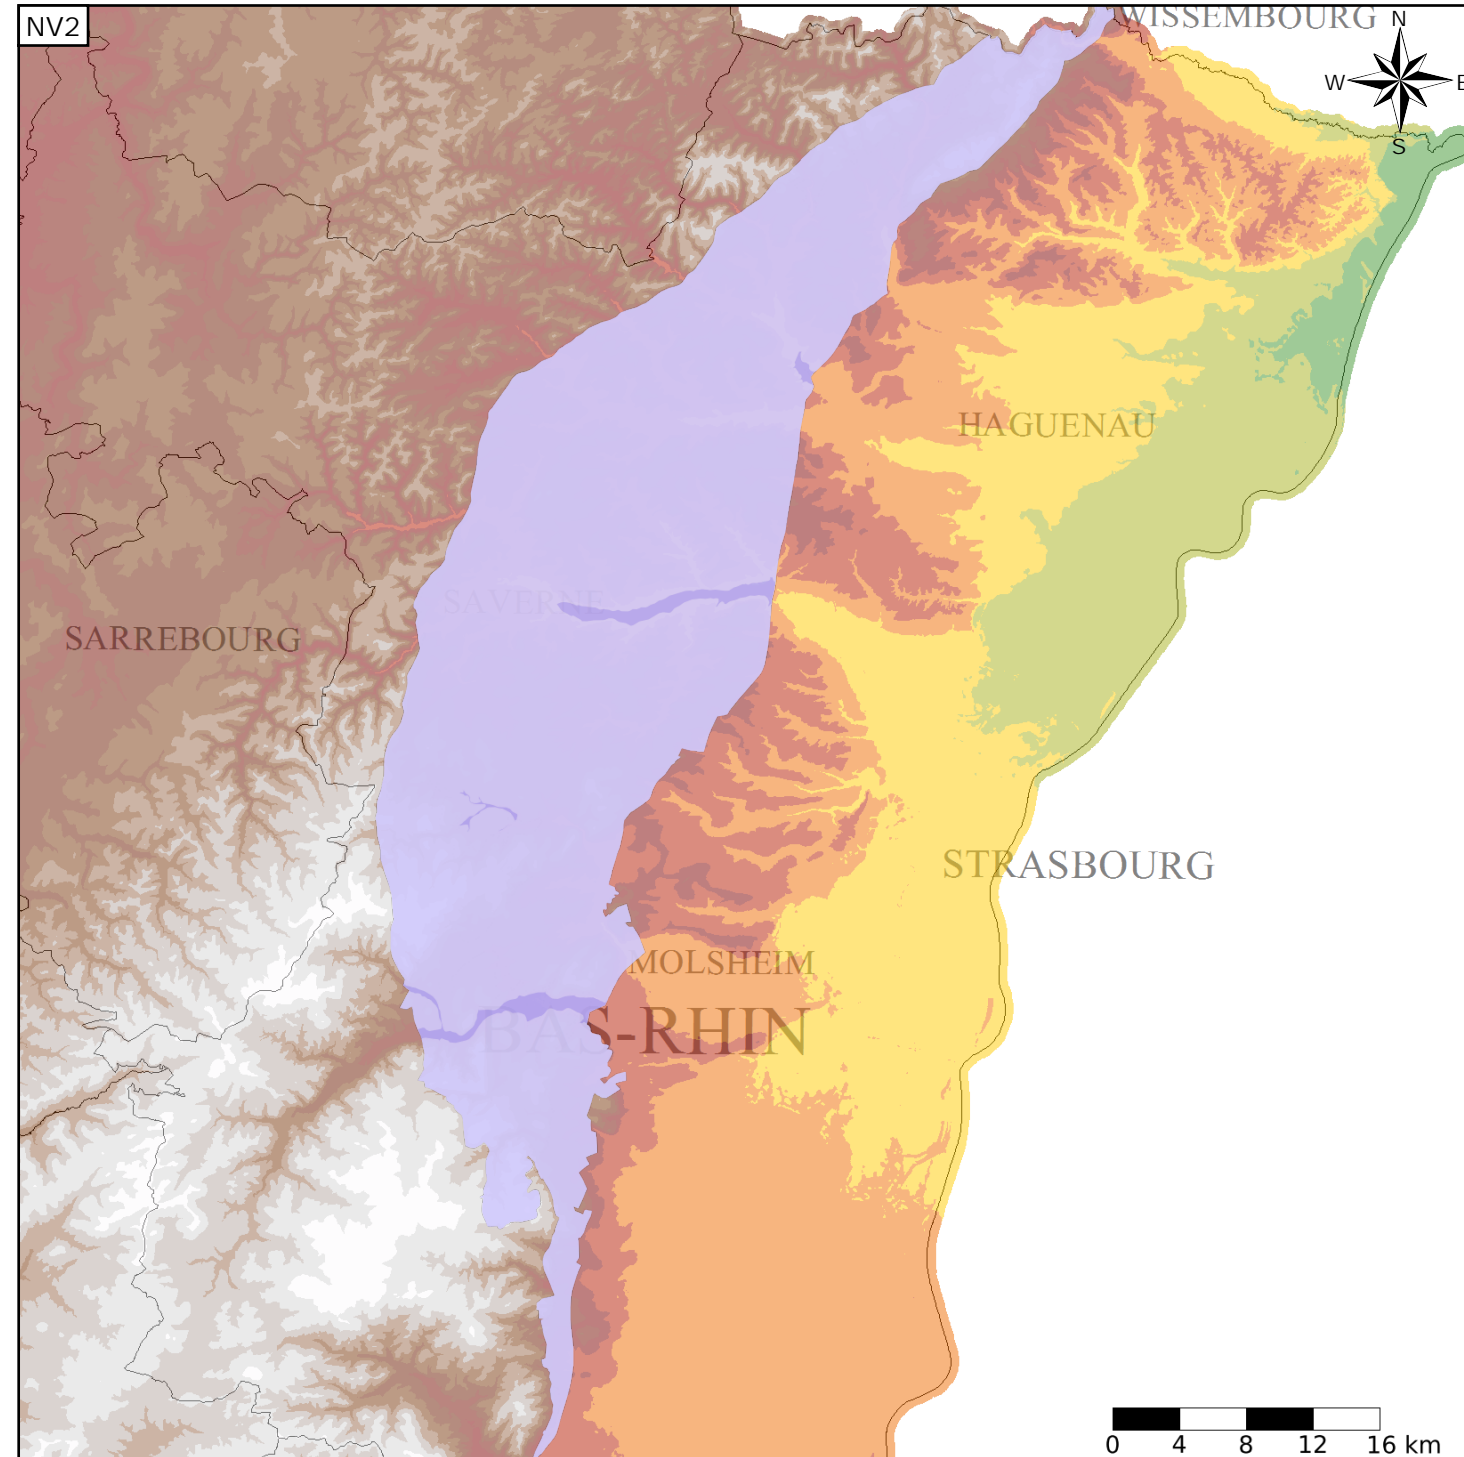 NV2
WISSEMBOURG
N
W
E
S
HAGUENAU
SAVERNE
SARREBOURG
STRASBOURG
MOLSHEIM
BAS-RHIN
0 4 8 12 16 km